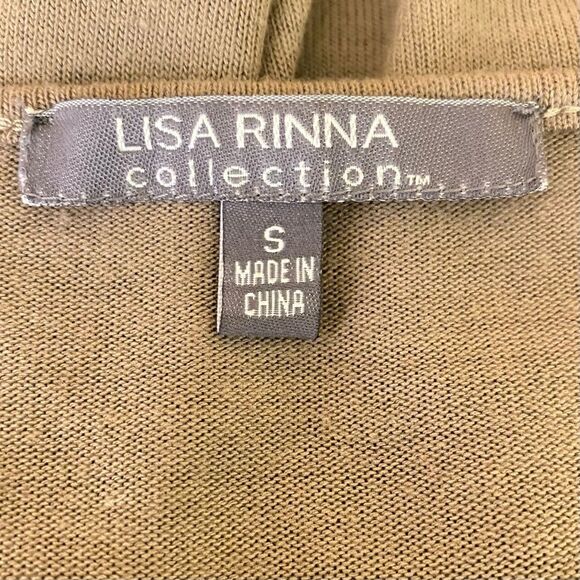 LISA RINNA
collection™
S
MADE IN
CHINA